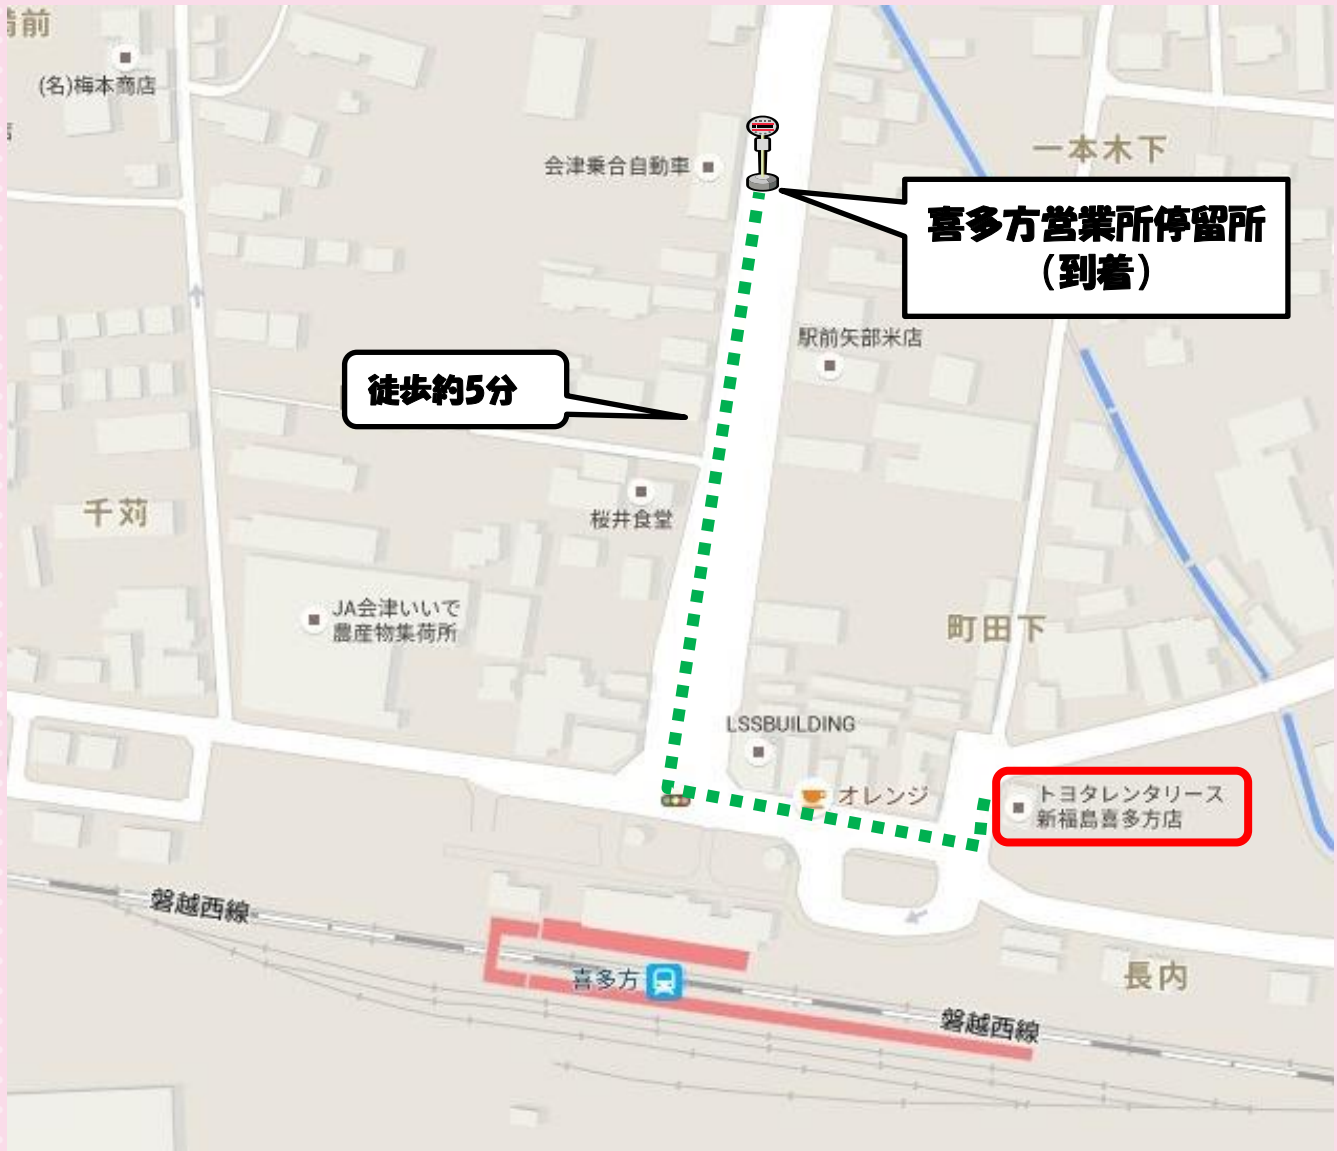 前
(名)梅本商店
会津乗合自動車
一本木下
喜多方営業所停留所
（到着）
駅前矢部米店
徒歩約5分
千苅
桜井食堂
JA会津いいで
農産物集荷所
町田下
LSSBUILDING
オレンジ
トヨタレンタリース
新福島喜多方店
磐越西線
喜多方
長内
磐越西線